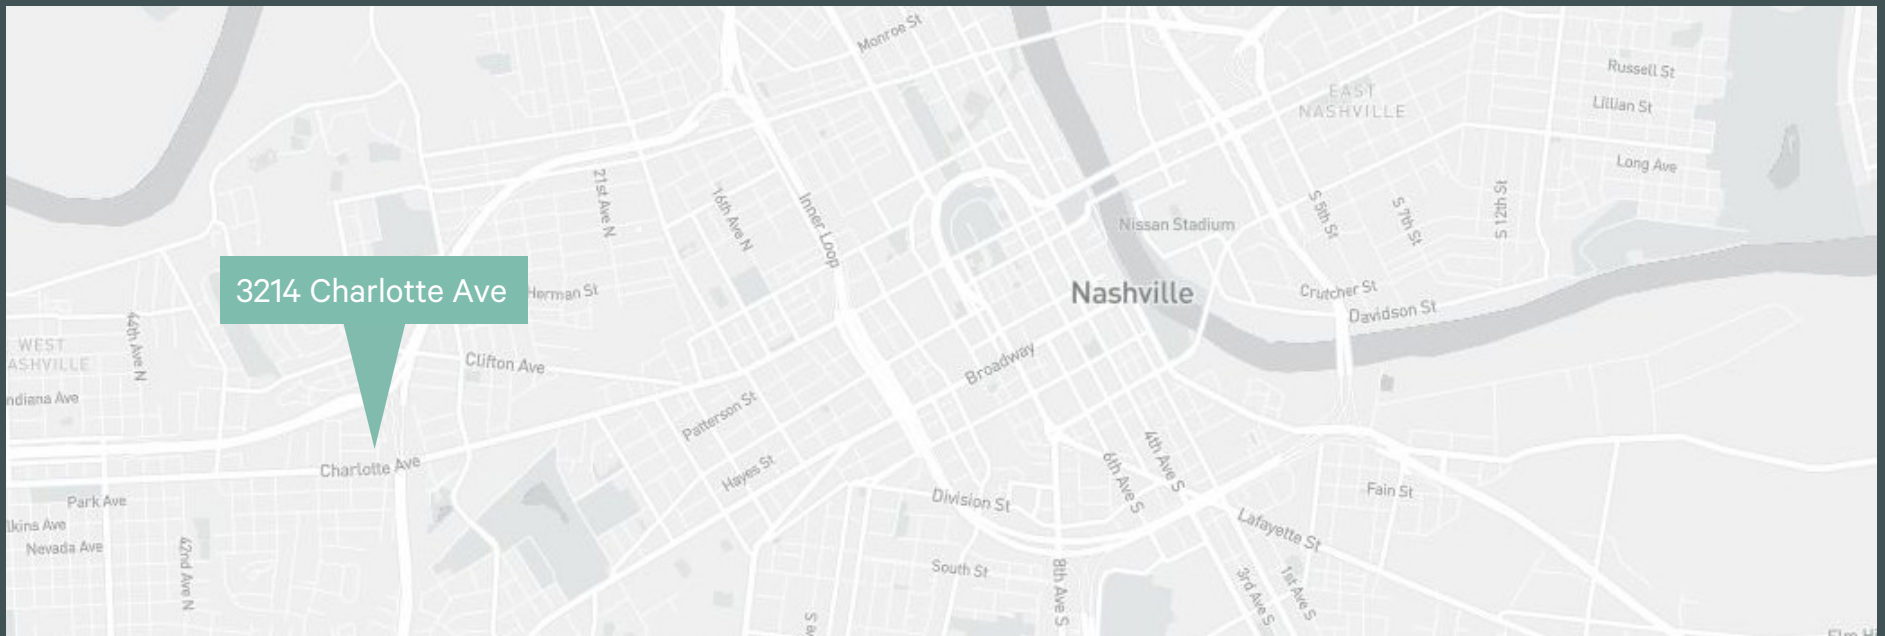 Monroe St
Russell St
EAST
NASHVILLE
Lillian St
Long Ave
21st Ave N
16th Ave N
Inner Loop
S 5th St
S 7th St
S 12th St
Nissan Stadium
3214 Charlotte Ave
Herman St
Nashville
Crutcher St
Davidson St
44th Ave N
WEST
ASHVILLE
Clifton Ave
Broadway
ndiana Ave
Patterson St
Charlotte Ave
Hayes St
4th Ave S
6th Ave S
Park Ave
Division St
Fain St
lkins Ave
Nevada Ave
42nd Ave N
Lafayette St
South St
8th Ave S
3rd Ave S
1st Ave S